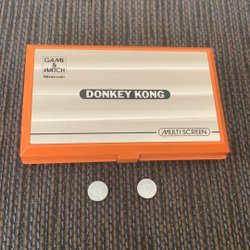 GAME &
WATCH
Nintendo
DONKEY KONG
MULTI SCREEN